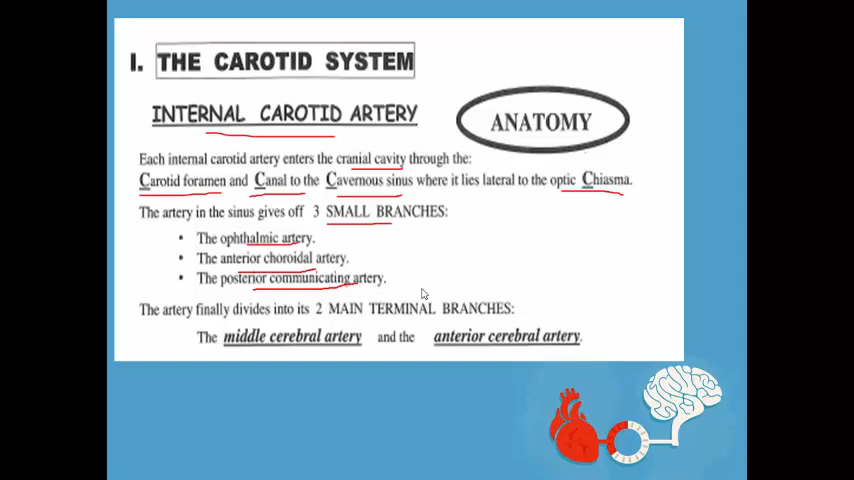 I. THE CAROTID SYSTEM
INTERNAL CAROTID ARTERY
ANATOMY
Each internal carotid artery enters the cranial cavity through the:
Carotid foramen and Canal to the Cavernous sinus where it lies lateral to the optic Chiasma.
The artery in the sinus gives off 3 SMALL BRANCHES:
• The ophthalmic artery.
• The anterior choroidal artery.
• The posterior communicating artery.
The artery finally divides into its 2 MAIN TERMINAL BRANCHES:
The middle cerebral artery and the anterior cerebral artery.